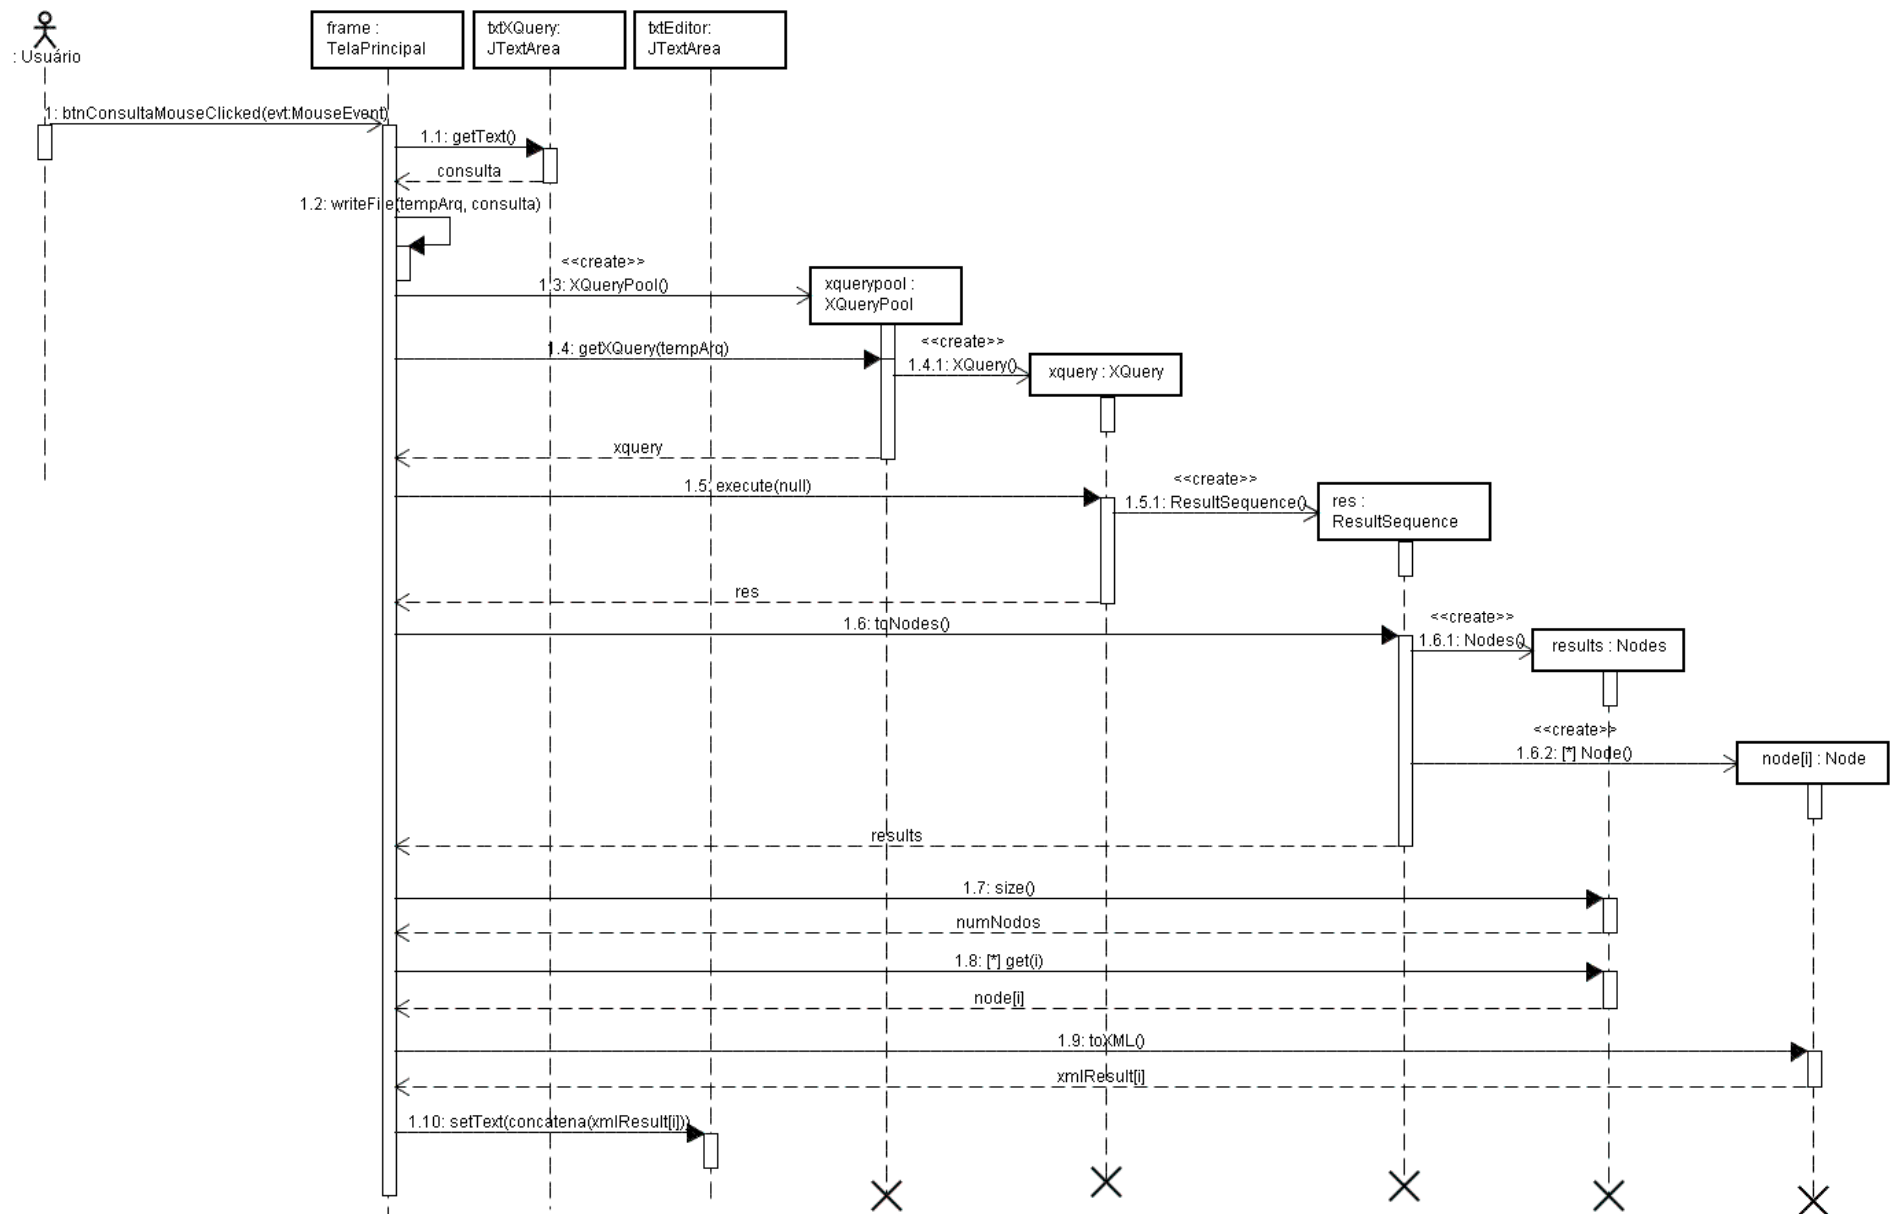 : Usuário
frame :
TelaPrincipal
txtXQuery:
JTextArea
txtEditor:
JTextArea
1: btnConsultaMouseClicked(evt:MouseEvent)
1.1: getText()
consulta
1.2: writeFile(tempArq, consulta)
<<create>>
1.3: XQueryPool()
xquerypool :
XQueryPool
1.4: getXQuery(tempArq)
<<create>>
1.4.1: XQuery()
xquery : XQuery
xquery
1.5: execute(null)
<<create>>
1.5.1: ResultSequence()
res :
ResultSequence
res
1.6: toNodes()
<<create>>
1.6.1: Nodes()
results : Nodes
<<create>>
1.6.2: [*] Node()
node[i] : Node
results
1.7: size()
numNodos
1.8: [*] get(i)
node[i]
1.9: toXML()
xmlResult[i]
1.10: setText(concatena(xmlResult[i]))